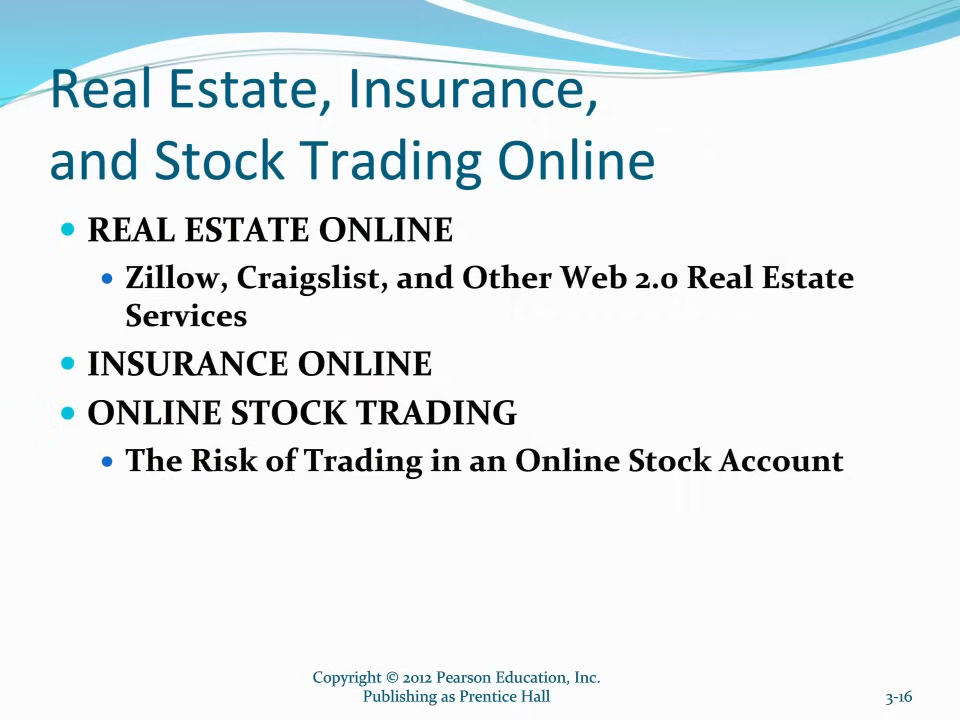 Real Estate, Insurance,
and Stock Trading Online
• REAL ESTATE ONLINE
• Zillow, Craigslist, and Other Web 2.0 Real Estate
Services
• INSURANCE ONLINE
• ONLINE STOCK TRADING
• The Risk of Trading in an Online Stock Account
Copyright © 2012 Pearson Education, Inc.
Publishing as Prentice Hall
3-16